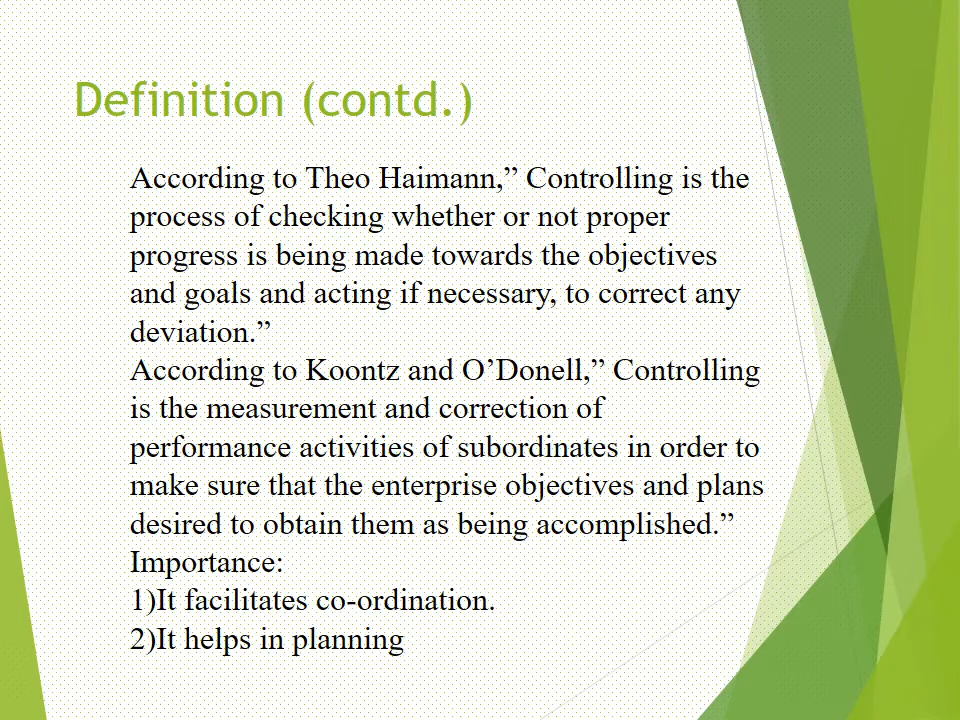 Definition (contd.)
According to Theo Haimann,” Controlling is the
process of checking whether or not proper
progress is being made towards the objectives
and goals and acting if necessary, to correct any
deviation.”
According to Koontz and O’Donell,” Controlling
is the measurement and correction of
performance activities of subordinates in order to
make sure that the enterprise objectives and plans
desired to obtain them as being accomplished.”
Importance:
1)It facilitates co-ordination.
2)It helps in planning